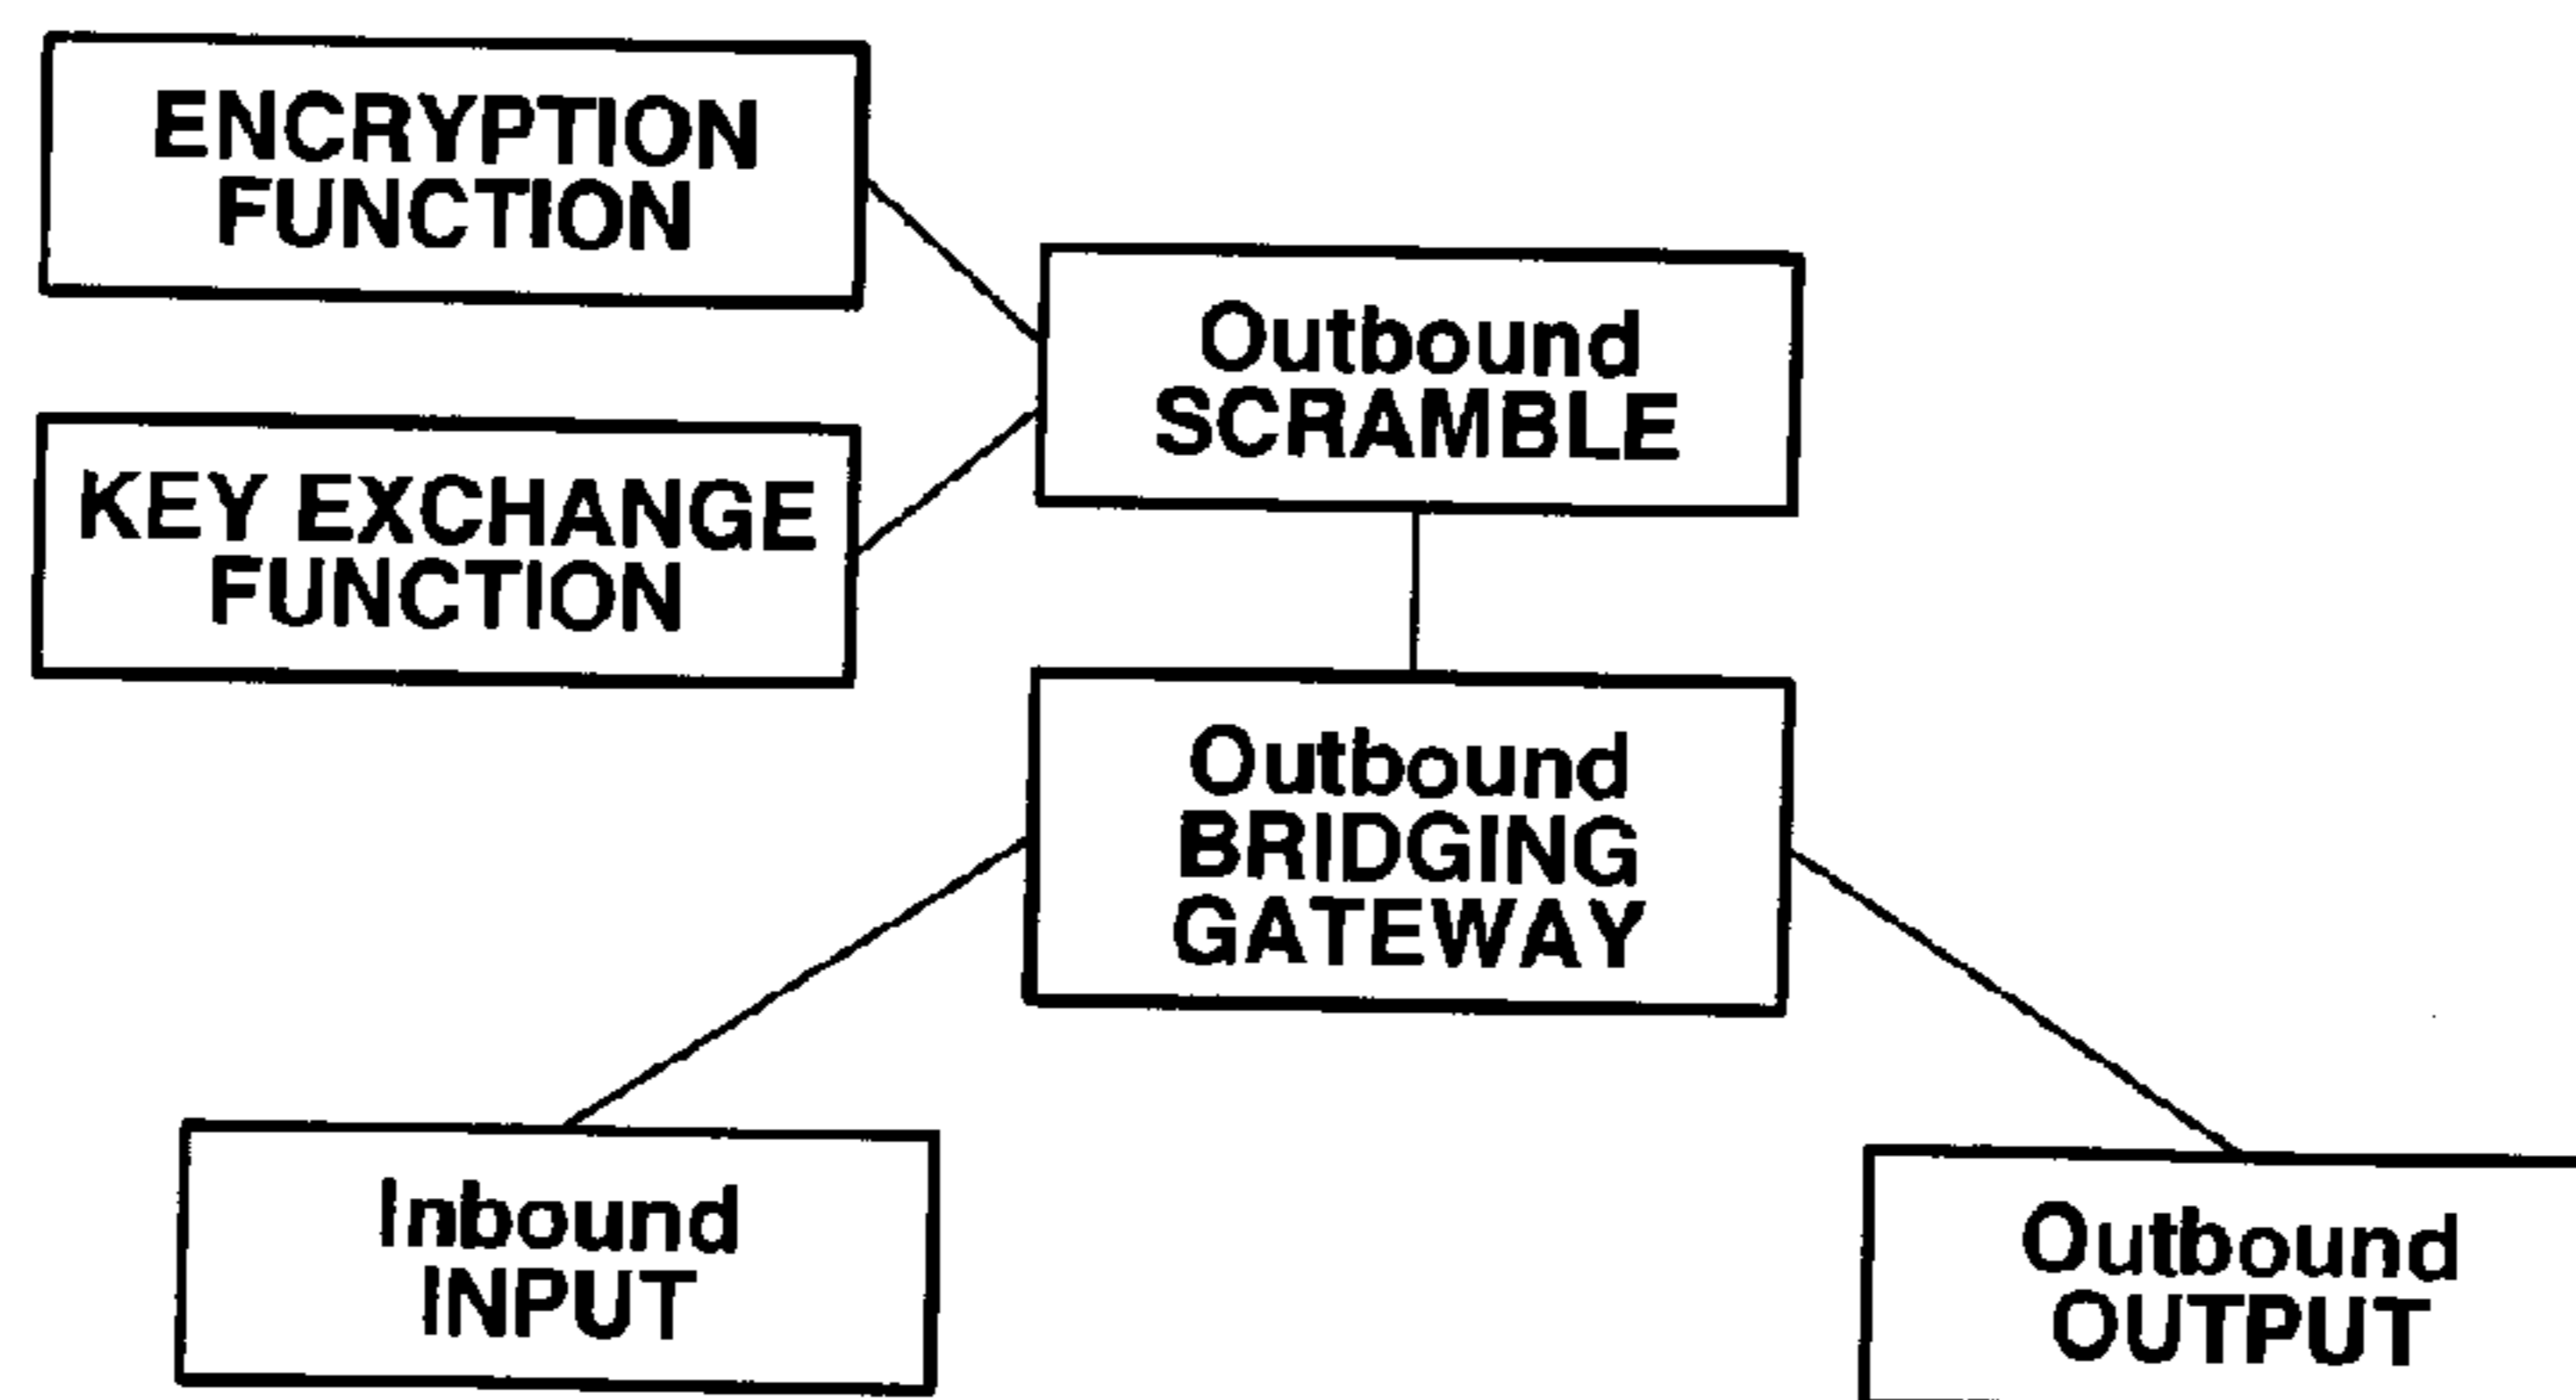 ENCRYPTION
FUNCTION
Outbound
SCRAMBLE
KEY EXCHANGE
FUNCTION
Outbound
BRIDGING
GATEWAY
Inbound
INPUT
Outbound
OUTPUT